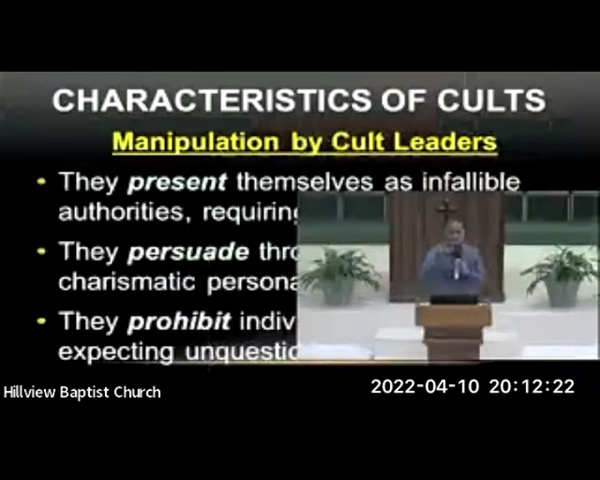 CHARACTERISTICS OF CULTS
Manipulation by Cult Leaders
• They present themselves as infallible
authorities, requiring
• They persuade thro
charismatic persona
• They prohibit indiv
expecting unquestio
Hillview Baptist Church
2022-04-10 20:12:22